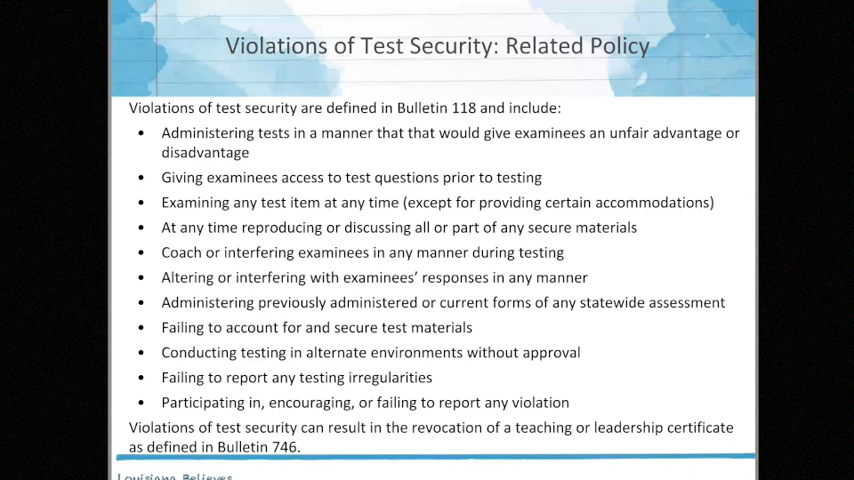 Violations of Test Security: Related Policy
Violations of test security are defined in Bulletin 118 and include:
• Administering tests in a manner that that would give examinees an unfair advantage or
disadvantage
• Giving examinees access to test questions prior to testing
• Examining any test item at any time (except for providing certain accommodations)
• At any time reproducing or discussing all or part of any secure materials
• Coach or interfering examinees in any manner during testing
• Altering or interfering with examinees’ responses in any manner
• Administering previously administered or current forms of any statewide assessment
• Failing to account for and secure test materials
• Conducting testing in alternate environments without approval
• Failing to report any testing irregularities
• Participating in, encouraging, or failing to report any violation
Violations of test security can result in the revocation of a teaching or leadership certificate
as defined in Bulletin 746.
Louisiana Believes